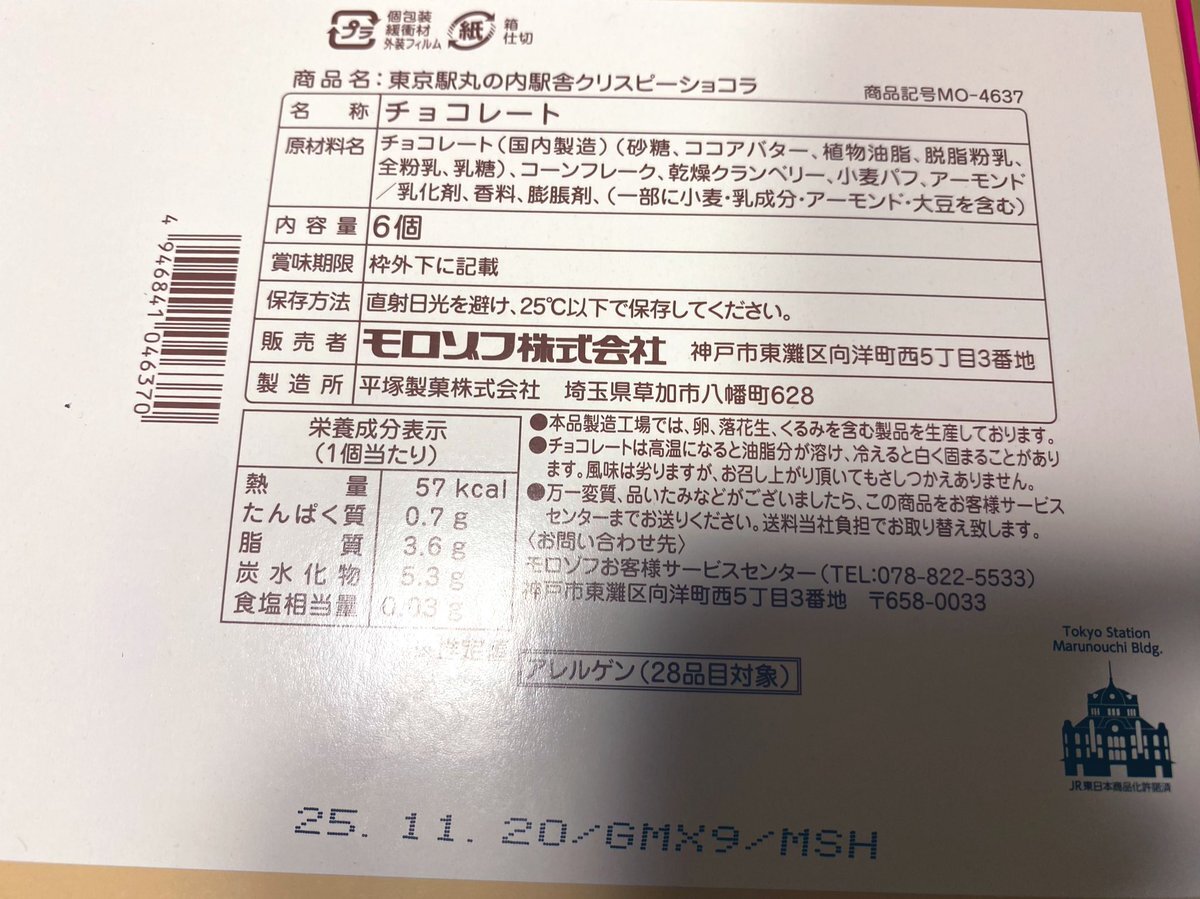 プラ
個包装
緩衝材
外装フィルム
紙
箱
仕切
商品名:東京駅丸の内駅舎クリスピーショコラ
商品記号MO-4637
名称 チョコレート
原材料名 チョコレート(国内製造)(砂糖、ココアバター、植物油脂、脱脂粉乳、
全粉乳、乳糖)、コーンフレーク、乾燥クランベリー、小麦パフ、アーモンド
/乳化剤、香料、膨脹剤、(一部に小麦・乳成分・アーモンド・大豆を含む)
内容量 6個
賞味期限 枠外下に記載
保存方法 直射日光を避け、25℃以下で保存してください。
販売者 モロゾフ株式会社 神戸市東灘区向洋町西5丁目3番地
製造所 平塚製菓株式会社 埼玉県草加市八幡町628
4 946841 046370
栄養成分表示
(1個当たり)
熱量 57 kcal
たんぱく質 0.7 g
脂質 3.6 g
炭水化物 5.3 g
食塩相当量 0.03 g
※推定値
●本品製造工場では、卵、落花生、くるみを含む製品を生産しております。
●チョコレートは高温になると油脂分が溶け、冷えると白く固まることがあり
ます。風味は劣りますが、お召し上がり頂いてもさしつかえありません。
●万一変質、品いたみなどがございましたら、この商品をお客様サービス
センターまでお送りください。送料当社負担でお取り替え致します。
〈お問い合わせ先〉
モロゾフお客様サービスセンター(TEL:078-822-5533)
神戸市東灘区向洋町西5丁目3番地 〒658-0033
アレルゲン(28品目対象)
Tokyo Station
Marunouchi Bldg.
JR東日本商品化許諾済
25. 11. 20/GMX9/MSH